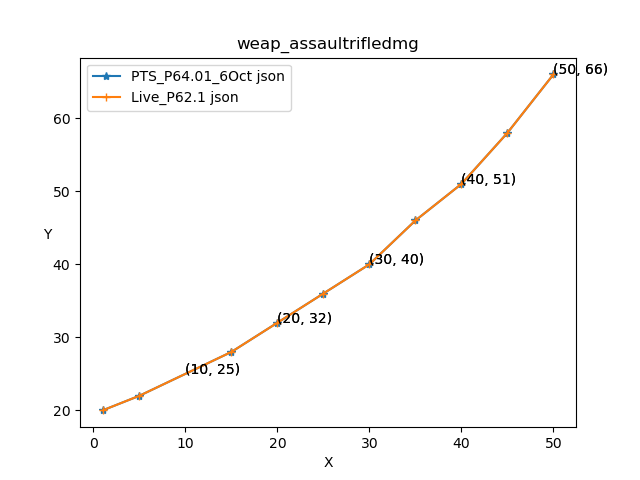 weap_assaultrifledmg
PTS_P64.01_6Oct json
Live_P62.1 json
(50, 66)
60
50
(40, 51)
Y
40
(30, 40)
30
(20, 32)
(10, 25)
20
0 10 20 30 40 50
X